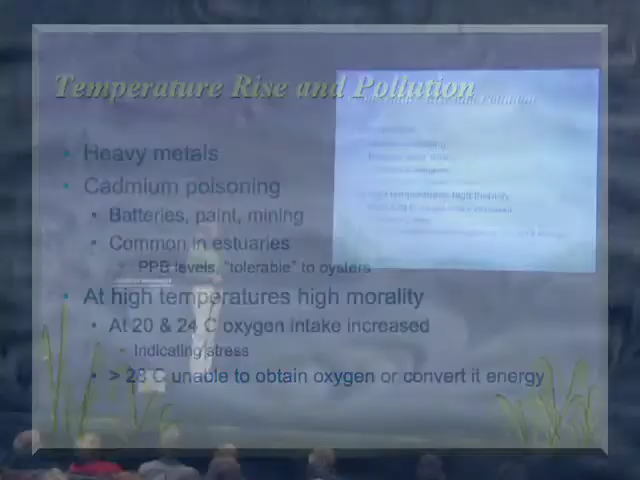 Temperature Rise and Pollution
• Heavy metals
• Cadmium poisoning
• Batteries, paint, mining
• Common in estuaries
PPB levels, "tolerable" to oysters
• At high temperatures high morality
• At 20 & 24 C oxygen intake increased
• Indicating stress
• > 28 C unable to obtain oxygen or convert it energy